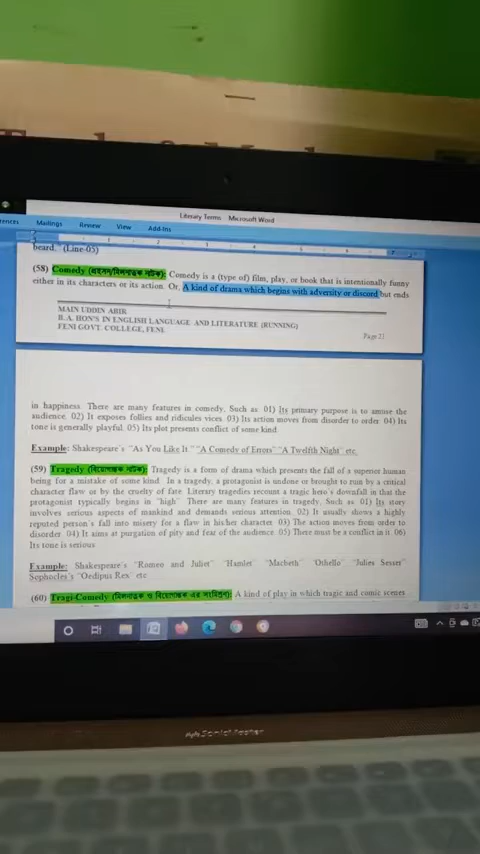 Literary Terms Microsoft Word
Mailings Review View Add-Ins
beard." (Line-05)
(58) Comedy (প্রহসন/মিলনাত্মক নাটক): Comedy is a (type of) film, play, or book that is intentionally funny
either in its characters or its action. Or, A kind of drama which begins with adversity or discord but ends
MAIN UDDIN ABIR
B.A. HON'S IN ENGLISH LANGUAGE AND LITERATURE (RUNNING)
FENI GOVT. COLLEGE, FENI.
Page 21
in happiness. There are many features in comedy, Such as 01) Its primary purpose is to amuse the
audience. 02) It exposes follies and ridicules vices. 03) Its action moves from disorder to order. 04) Its
tone is generally playful. 05) Its plot presents conflict of some kind.
Example: Shakespeare's "As You Like It" "A Comedy of Errors" "A Twelfth Night" etc.
(59) Tragedy (বিয়োগাত্মক নাটক): Tragedy is a form of drama which presents the fall of a superior human
being for a mistake of some kind. In a tragedy, a protagonist is undone or brought to ruin by a critical
character flaw or by the cruelty of fate. Literary tragedies recount a tragic hero's downfall in that the
protagonist typically begins in "high" There are many features in tragedy, Such as 01) Its story
involves serious aspects of mankind and demands serious attention. 02) It usually shows a highly
reputed person's fall into misery for a flaw in his/her character. 03) The action moves from order to
disorder. 04) It aims at purgation of pity and fear of the audience. 05) There must be a conflict in it. 06)
Its tone is serious.
Example: Shakespeare's "Romeo and Juliet" "Hamlet" "Macbeth" "Othello" "Julies Sesser"
Sophocles's "Oedipus Rex" etc
(60) Tragi-Comedy (মিলনাত্মক ও বিয়োগাত্মক এর সংমিশ্রণ): A kind of play in which tragic and comic scenes